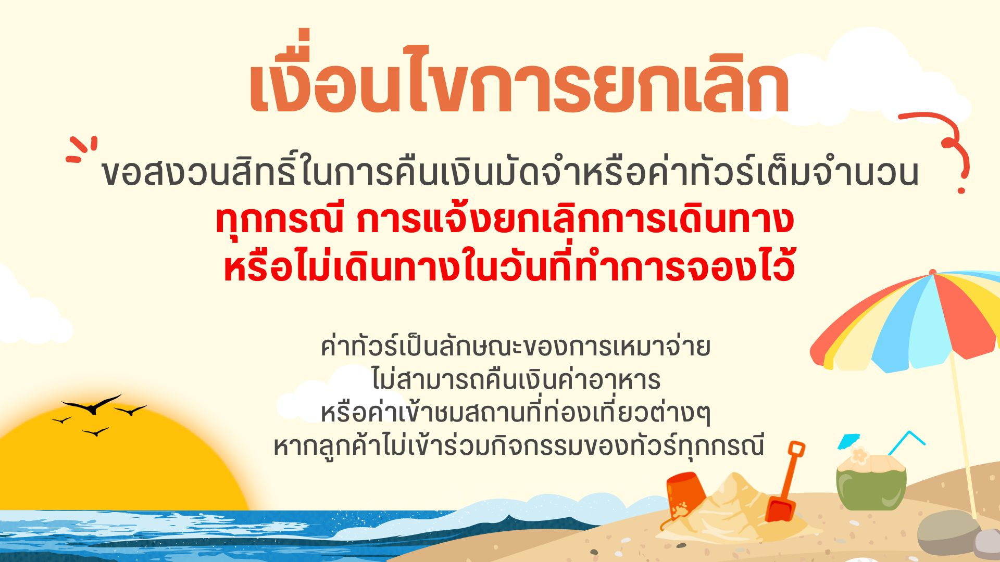 เงื่อนไขการยกเลิก
ขอสงวนสิทธิ์ในการคืนเงินมัดจำหรือค่าทัวร์เต็มจำนวน
ทุกกรณี การแจ้งยกเลิกการเดินทาง
หรือไม่เดินทางในวันที่ทำการจองไว้
ค่าทัวร์เป็นลักษณะของการเหมาจ่าย
ไม่สามารถคืนเงินค่าอาหาร
หรือค่าเข้าชมสถานที่ท่องเที่ยวต่างๆ
หากลูกค้าไม่เข้าร่วมกิจกรรมของทัวร์ทุกกรณี